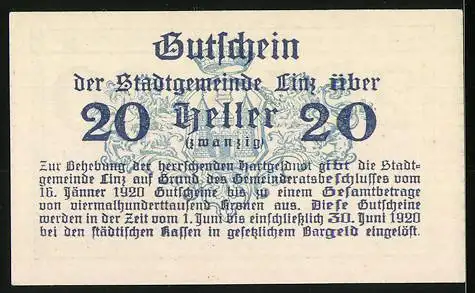 Gutschein
der Stadtgemeinde Linz über
20 Heller 20
(zwanzig)
Zur Behebung der herrschenden Hartgeldnot gibt die Stadt-
gemeinde Linz auf Grund des Gemeinderatsbeschlusses vom
16. Jänner 1920 Gutscheine bis zu einem Gesamtbetrage
von viermalhunderttausend Kronen aus. Diese Gutscheine
werden in der Zeit vom 1. Juni bis einschließlich 30. Juni 1920
bei den städtischen Kassen in gesetzlichem Bargeld eingelöst.